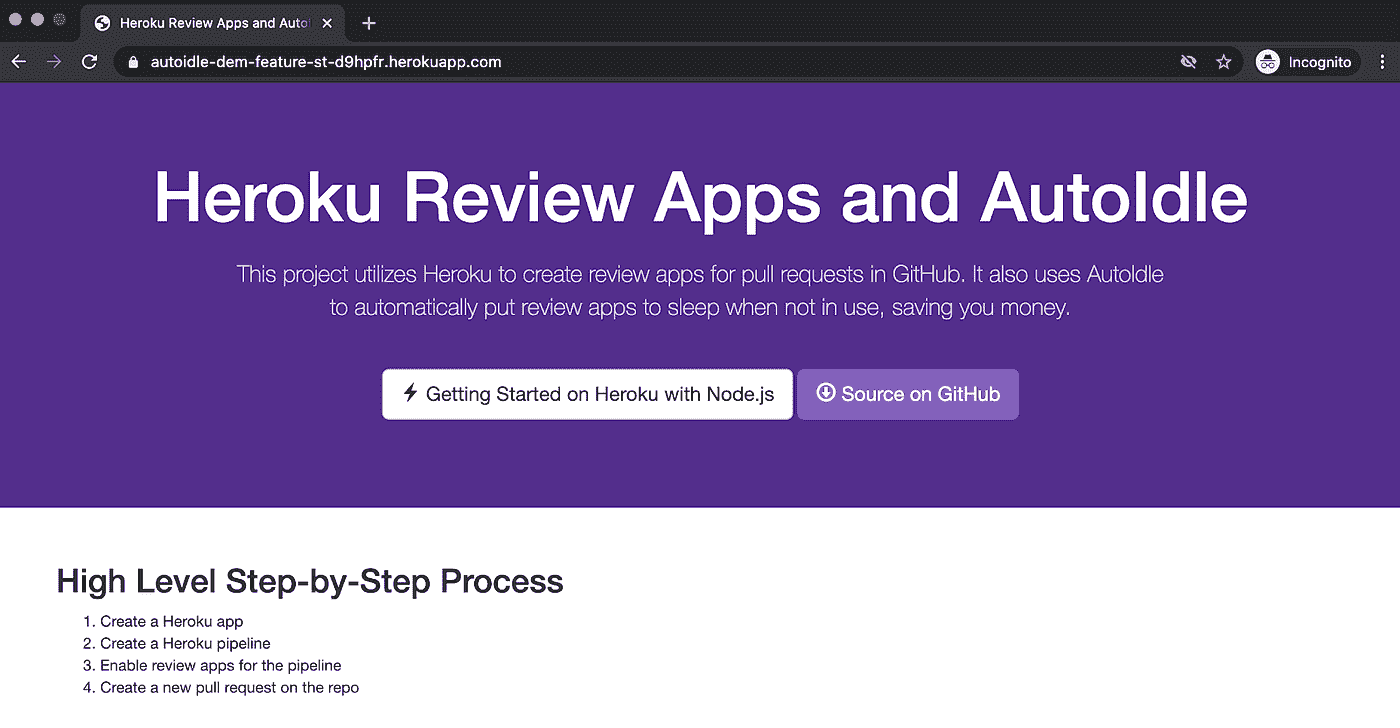 Heroku Review Apps and Auto
autoidle-dem-feature-st-d9hpfr.herokuapp.com
Incognito
Heroku Review Apps and AutoIdle
This project utilizes Heroku to create review apps for pull requests in GitHub. It also uses AutoIdle
to automatically put review apps to sleep when not in use, saving you money.
Getting Started on Heroku with Node.js
Source on GitHub
High Level Step-by-Step Process
1. Create a Heroku app
2. Create a Heroku pipeline
3. Enable review apps for the pipeline
4. Create a new pull request on the repo